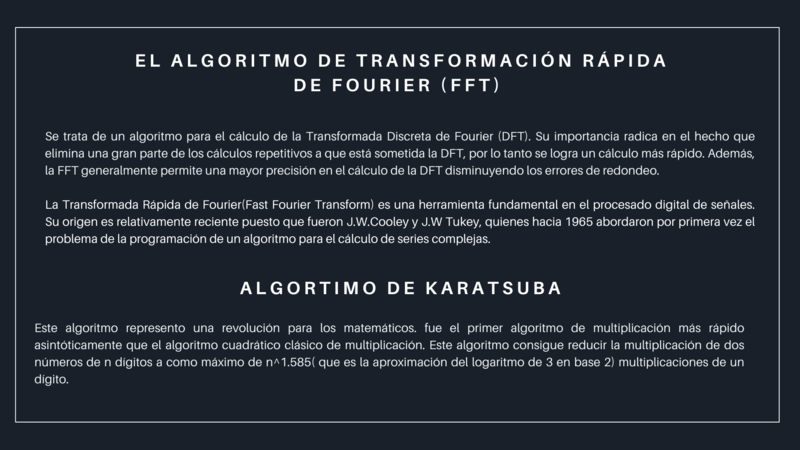 EL ALGORITMO DE TRANSFORMACIÓN RÁPIDA
DE FOURIER (FFT)
Se trata de un algoritmo para el cálculo de la Transformada Discreta de Fourier (DFT). Su importancia radica en el hecho que
elimina una gran parte de los cálculos repetitivos a que está sometida la DFT, por lo tanto se logra un cálculo más rápido. Además,
la FFT generalmente permite una mayor precisión en el cálculo de la DFT disminuyendo los errores de redondeo.
La Transformada Rápida de Fourier(Fast Fourier Transform) es una herramienta fundamental en el procesado digital de señales.
Su origen es relativamente reciente puesto que fueron J.W.Cooley y J.W Tukey, quienes hacia 1965 abordaron por primera vez el
problema de la programación de un algoritmo para el cálculo de series complejas.
ALGORTIMO DE KARATSUBA
Este algoritmo represento una revolución para los matemáticos. fue el primer algoritmo de multiplicación más rápido
asintóticamente que el algoritmo cuadrático clásico de multiplicación. Este algoritmo consigue reducir la multiplicación de dos
números de n dígitos a como máximo de n^1.585( que es la aproximación del logaritmo de 3 en base 2) multiplicaciones de un
dígito.